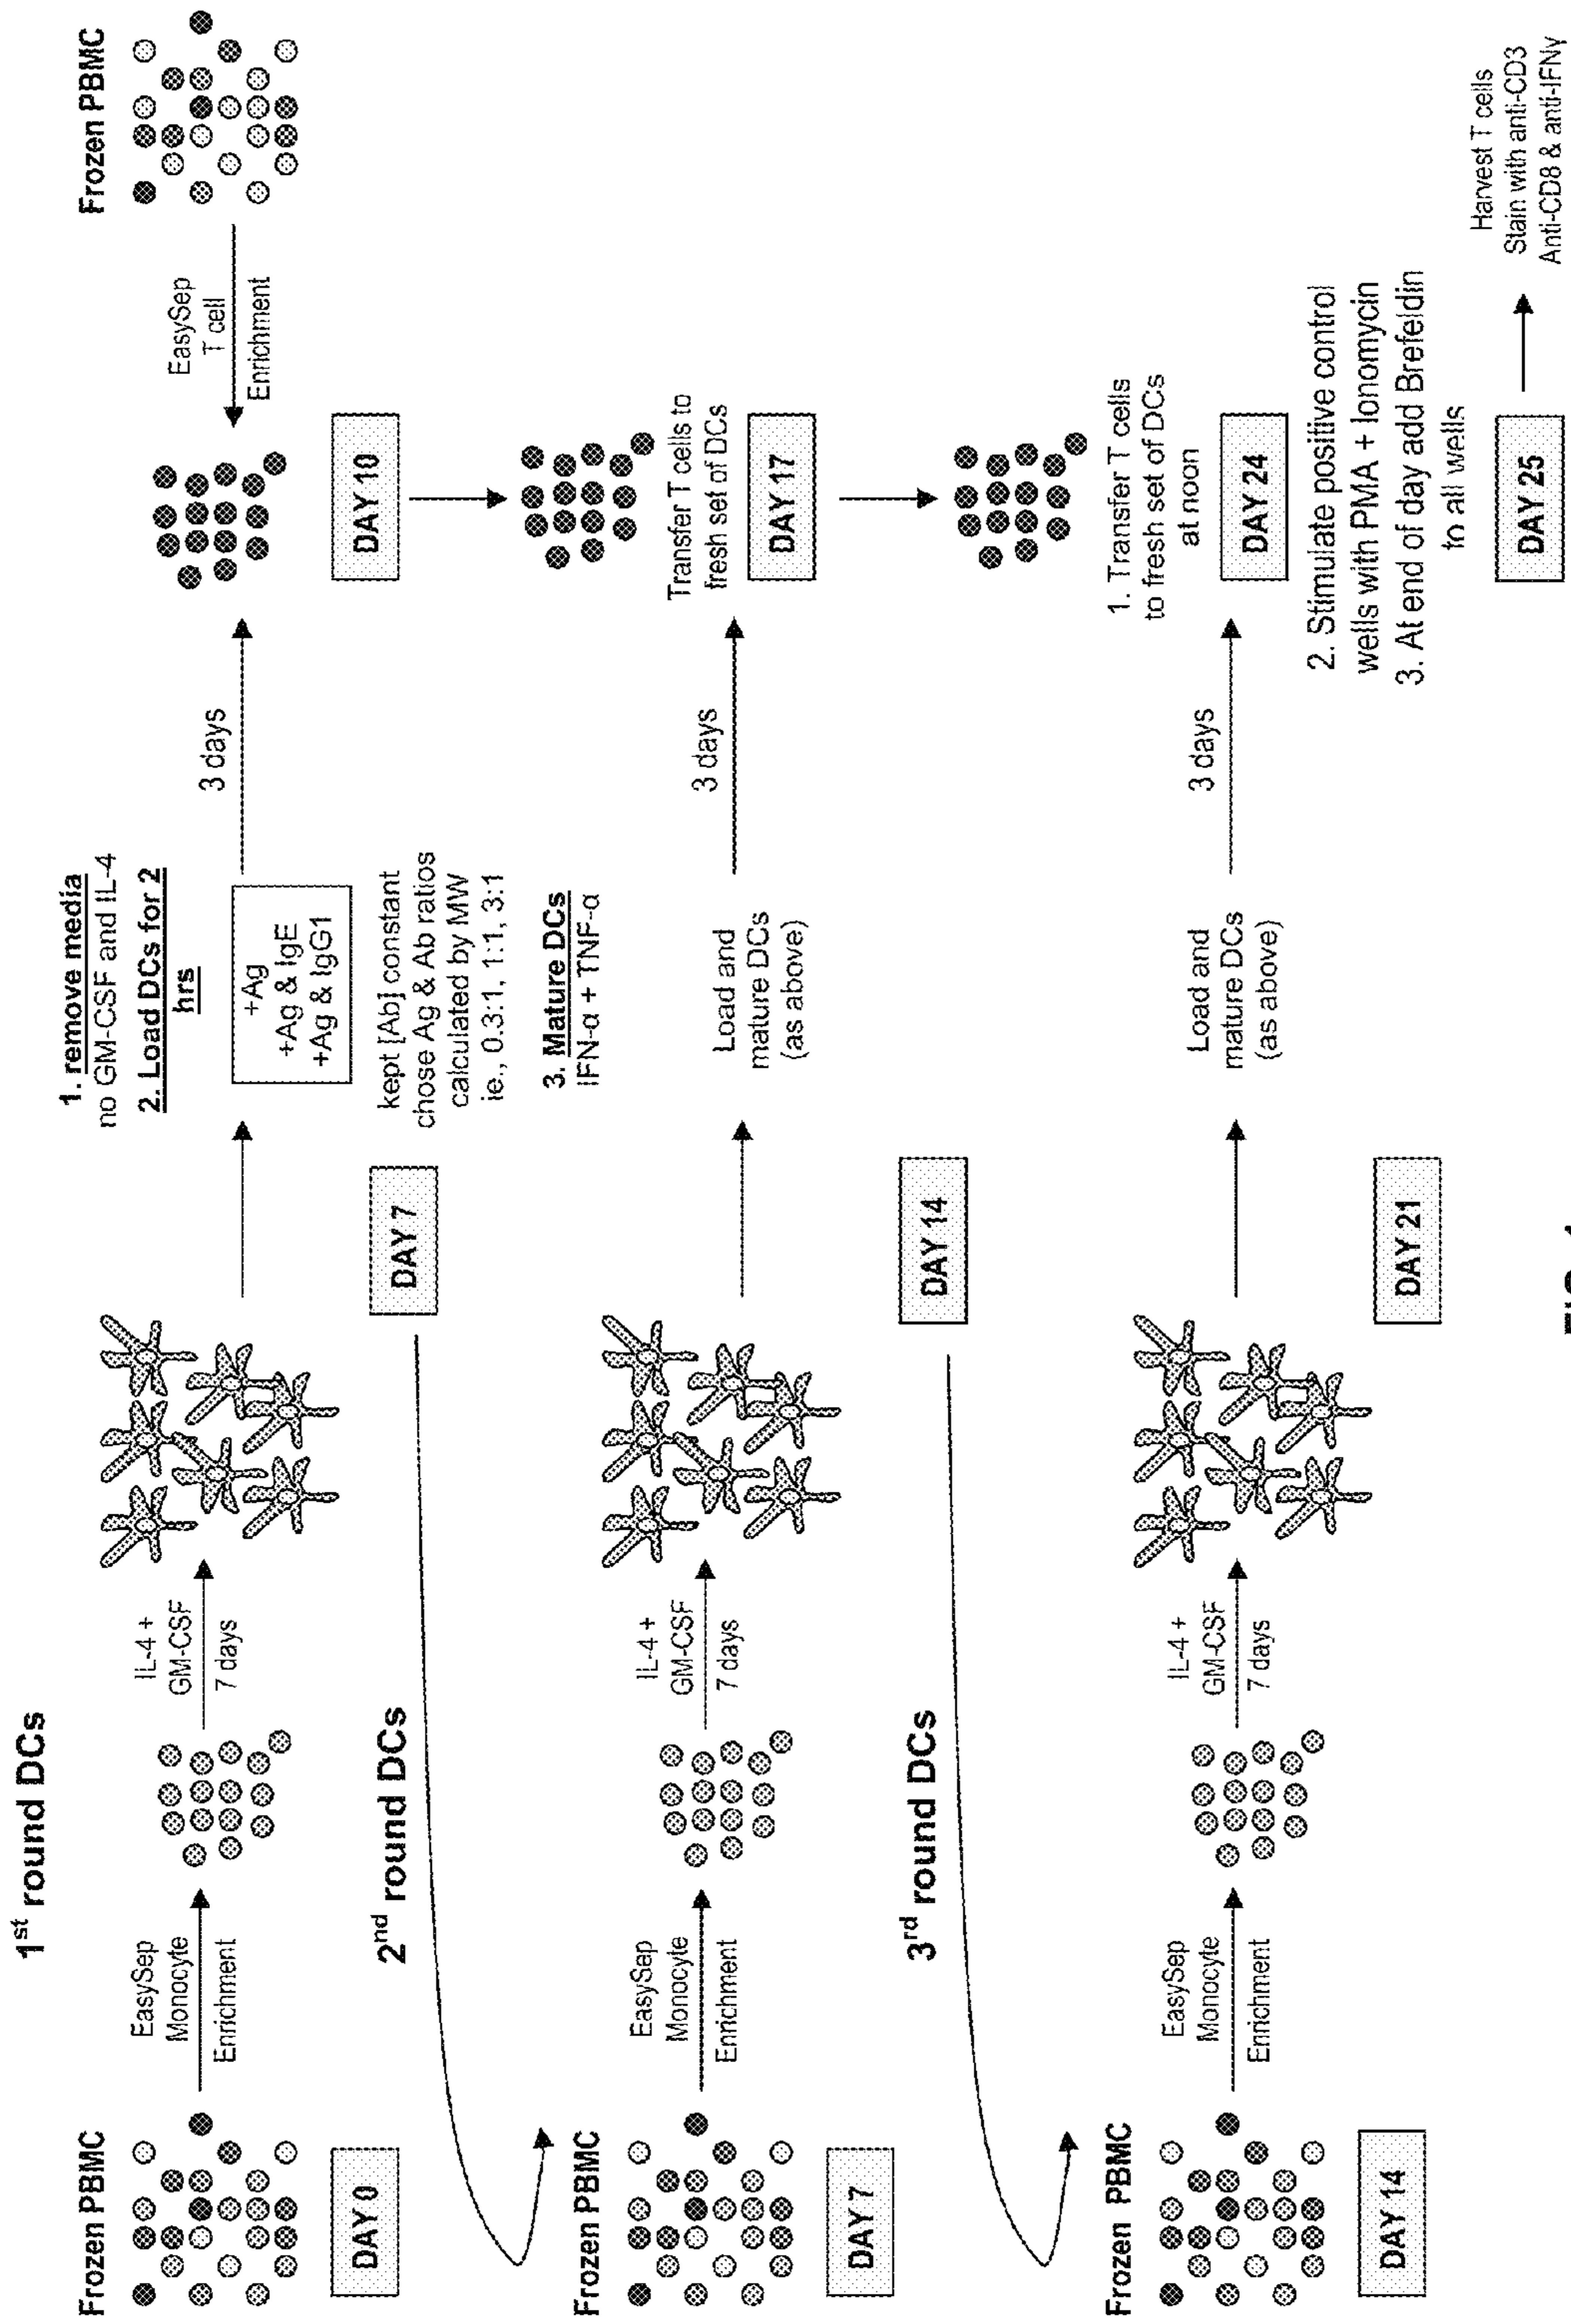 1st round DCs
Frozen PBMC
EasySep
Monocyte
Enrichment
IL-4 +
GM-CSF
7 days
DAY 0
1. remove media
no GM-CSF and IL-4
2. Load DCs for 2
hrs
+Ag
+Ag & IgE
+Ag & IgG1
kept [Ab] constant
chose Ag & Ab ratios
calculated by MW
ie., 0.3:1, 1:1, 3:1
3. Mature DCs
IFN-α + TNF-α
DAY 7
3 days
Frozen PBMC
EasySep
T cell
Enrichment
DAY 10
2nd round DCs
Frozen PBMC
EasySep
Monocyte
Enrichment
IL-4 +
GM-CSF
7 days
DAY 7
Load and
mature DCs
(as above)
DAY 14
3 days
Transfer T cells to
fresh set of DCs
DAY 17
3rd round DCs
Frozen PBMC
EasySep
Monocyte
Enrichment
IL-4 +
GM-CSF
7 days
DAY 14
Load and
mature DCs
(as above)
DAY 21
3 days
1. Transfer T cells
to fresh set of DCs
at noon
DAY 24
2. Stimulate positive control
wells with PMA + Ionomycin
3. At end of day add Brefeldin
to all wells
DAY 25
Harvest T cells
Stain with anti-CD3
Anti-CD8 & anti-IFNγ